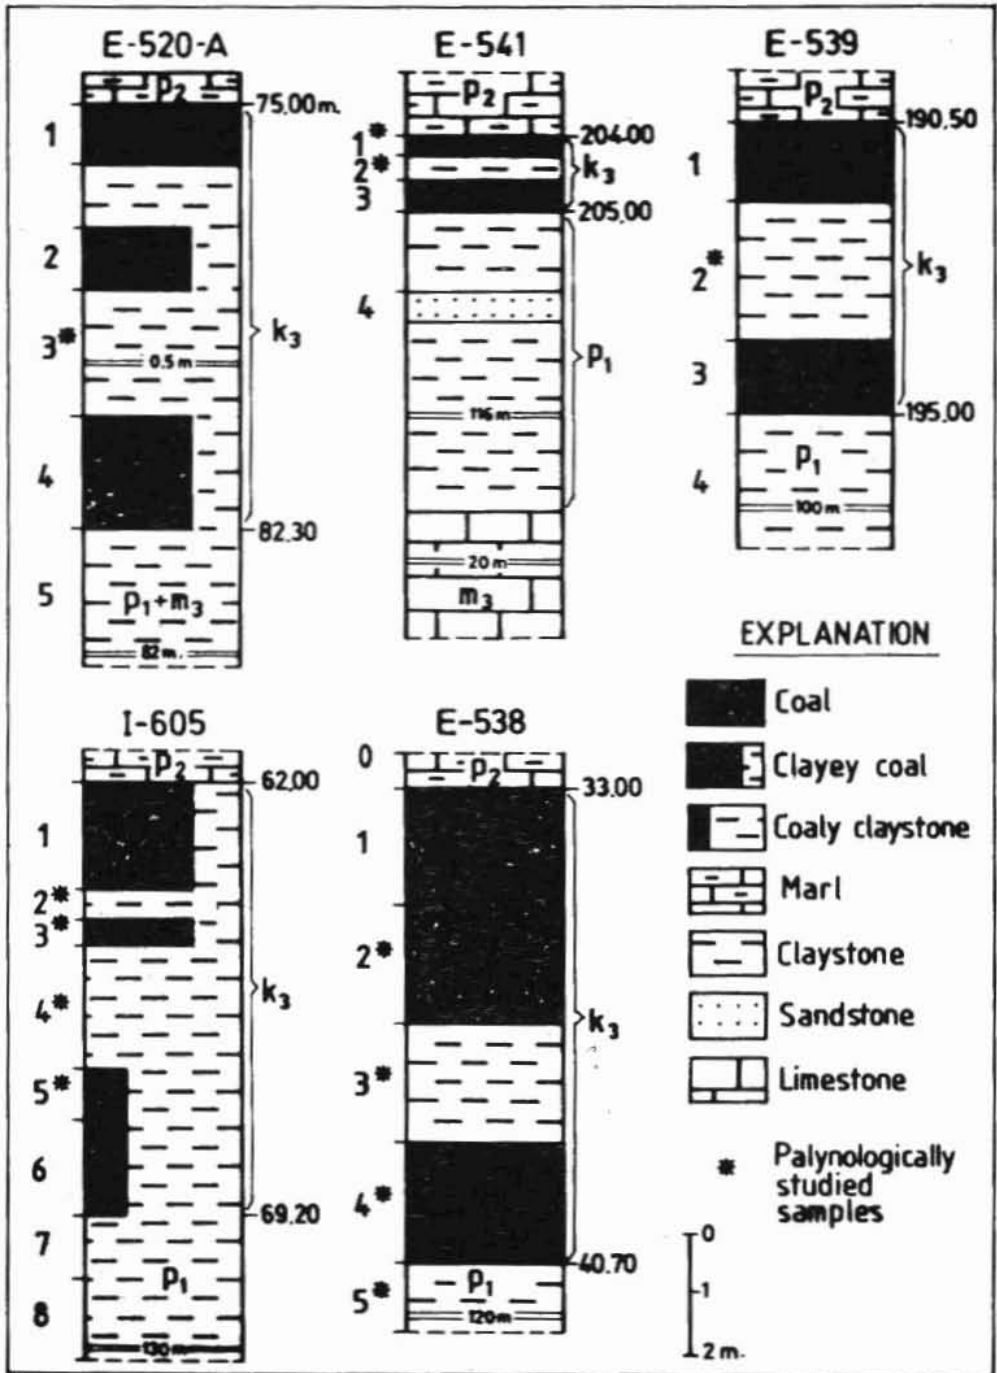 E-520-A
P₂
75.00 m.
1
2
3*
0.5 m
k₃
4
82.30
5
P₁+m₃
82 m.
E-541
P₂
204.00
1*
2*
k₃
3
205.00
4
P₁
116 m
20 m
m₃
E-539
P₂
190.50
1
2*
k₃
3
195.00
P₁
4
100 m
I-605
P₂
62.00
1
2*
3*
4*
k₃
5*
6
69.20
7
P₁
8
130 m
E-538
0
P₂
33.00
1
2*
k₃
3*
4*
40.70
P₁
5*
120 m
EXPLANATION
Coal
Clayey coal
Coaly claystone
Marl
Claystone
Sandstone
Limestone
* Palynologically
studied
samples
0
1
2 m.